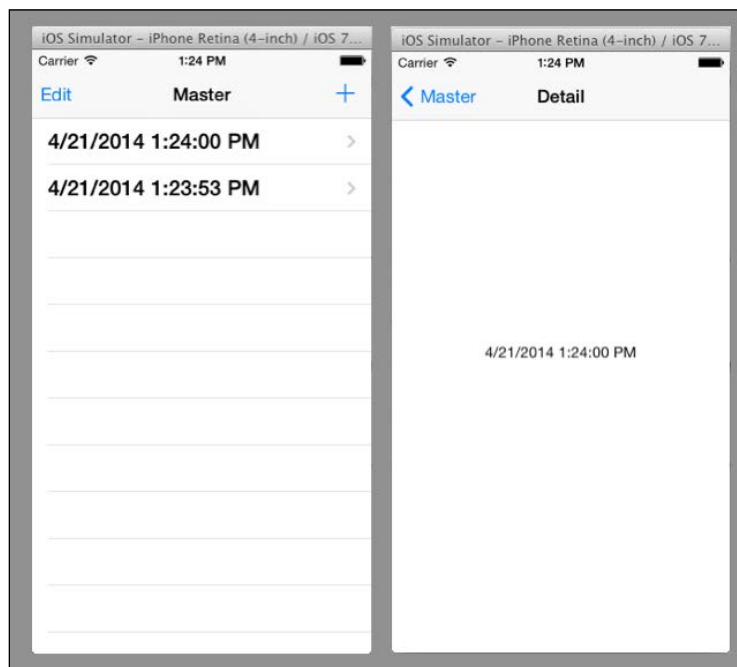 iOS Simulator – iPhone Retina (4-inch) / iOS 7...
Carrier 1:24 PM
Edit Master +
4/21/2014 1:24:00 PM
4/21/2014 1:23:53 PM
iOS Simulator – iPhone Retina (4-inch) / iOS 7...
Carrier 1:24 PM
Master Detail
4/21/2014 1:24:00 PM